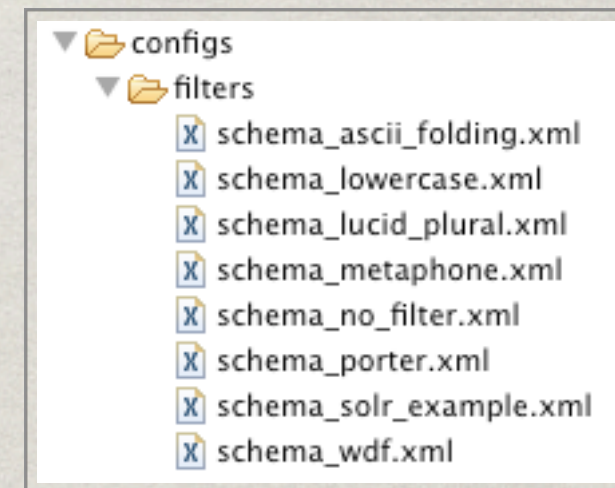 configs
filters
schema_ascii_folding.xml
schema_lowercase.xml
schema_lucid_plural.xml
schema_metaphone.xml
schema_no_filter.xml
schema_porter.xml
schema_solr_example.xml
schema_wdf.xml